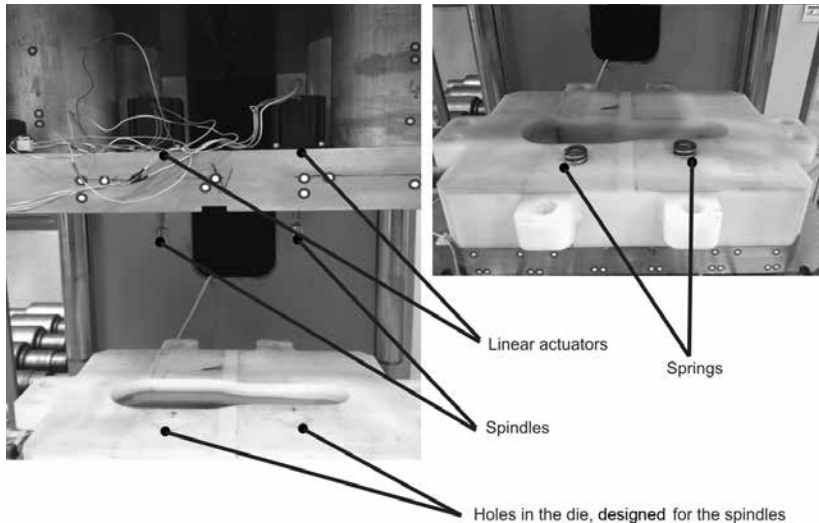 Linear actuators
Springs
Spindles
Holes in the die, designed for the spindles